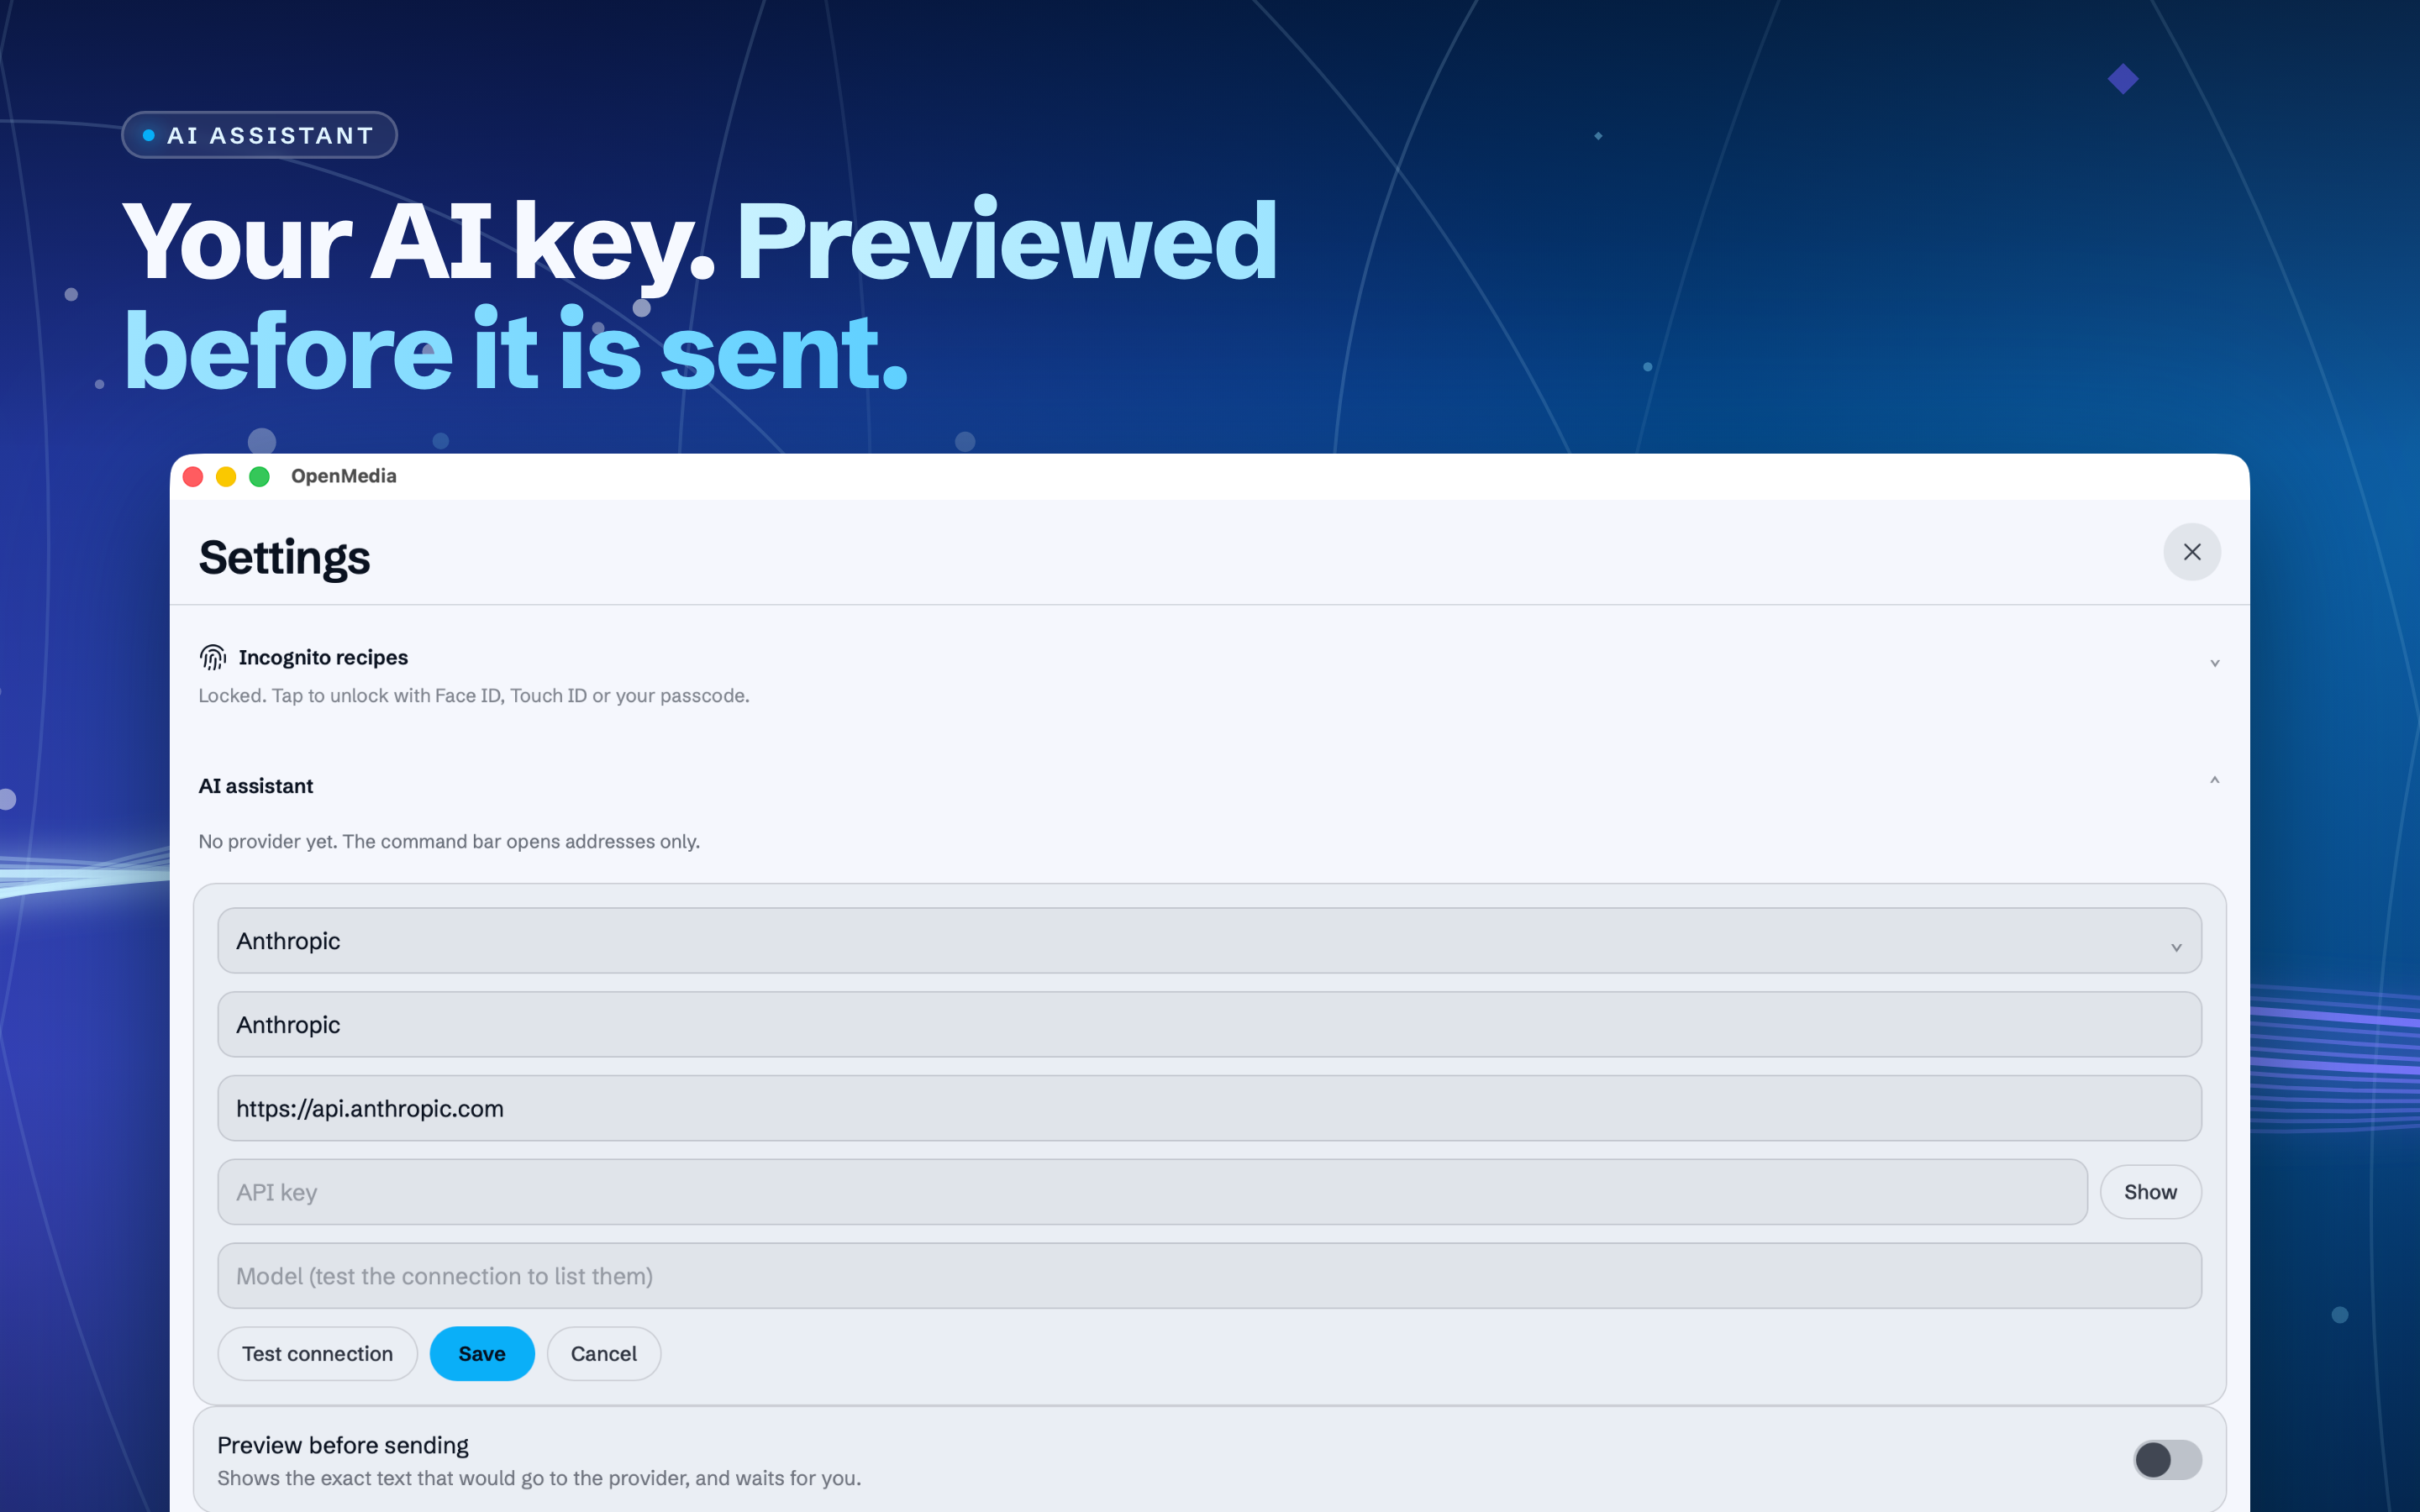 AI ASSISTANT
Your AI key. Previewed
before it is sent.
OpenMedia
Settings
Incognito recipes
Locked. Tap to unlock with Face ID, Touch ID or your passcode.
AI assistant
No provider yet. The command bar opens addresses only.
Anthropic
Anthropic
https://api.anthropic.com
API key
Show
Model (test the connection to list them)
Test connection
Save
Cancel
Preview before sending
Shows the exact text that would go to the provider, and waits for you.